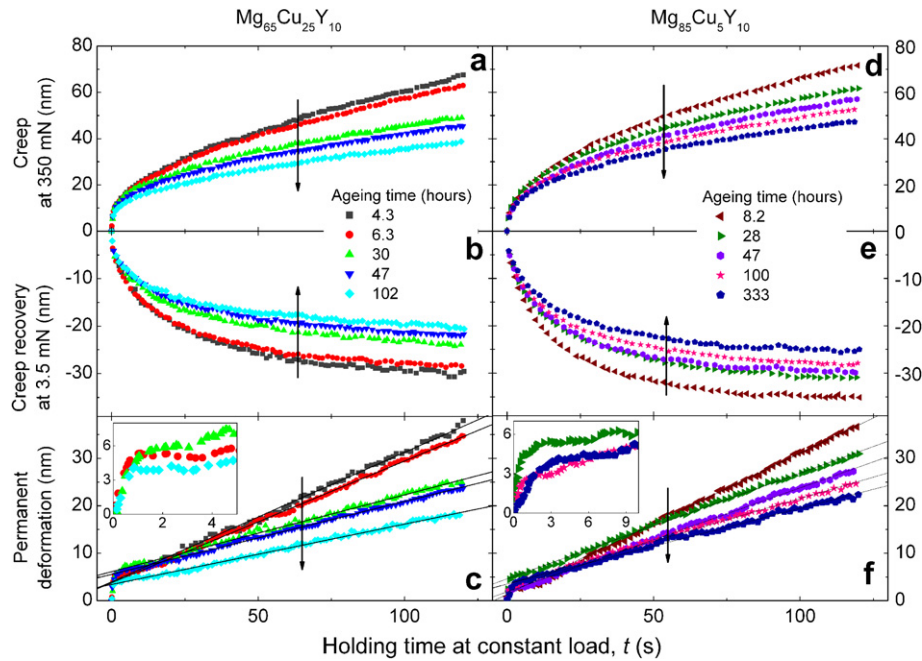 Mg65Cu25Y10
Mg85Cu5Y10
80
60
40
20
0
-10
-20
-30
30
20
10
0
Creep
at 350 mN (nm)
Creep recovery
at 3.5 mN (nm)
Permanent
deformation (nm)
a
Ageing time (hours)
4.3
6.3
30
47
102
b
6
3
0
0 2 4
c
0 50 100
d
Ageing time (hours)
8.2
28
47
100
333
e
6
3
0
0 3 6 9
f
0 50 100
80
60
40
20
0
-10
-20
-30
30
20
10
0
Holding time at constant load, t (s)